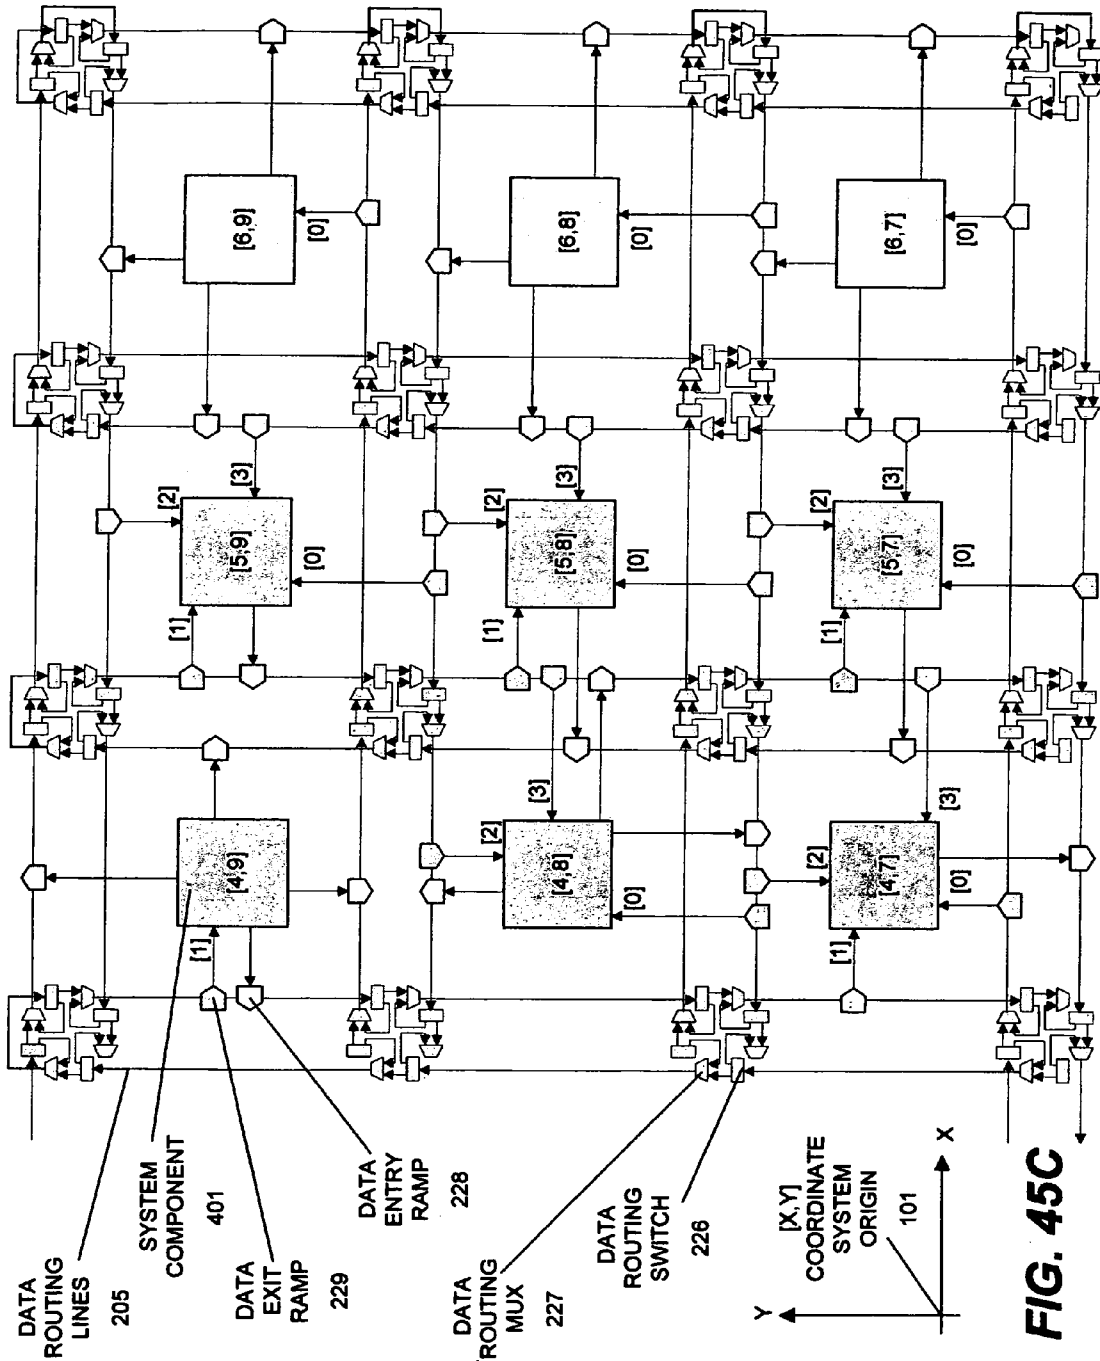 DATA
ROUTING
LINES
205
SYSTEM
COMPONENT
401
DATA
EXIT
RAMP
229
DATA
ENTRY
RAMP
228
DATA
ROUTING
MUX
227
DATA
ROUTING
SWITCH
226
[X,Y]
COORDINATE
SYSTEM
ORIGIN
101
Y
X
[4,9]
[1]
[5,9]
[1]
[2]
[3]
[0]
[6,9]
[0]
[4,8]
[2]
[3]
[0]
[5,8]
[1]
[2]
[3]
[0]
[6,8]
[0]
[4,7]
[1]
[2]
[3]
[0]
[5,7]
[1]
[2]
[3]
[0]
[6,7]
[0]
FIG. 45C